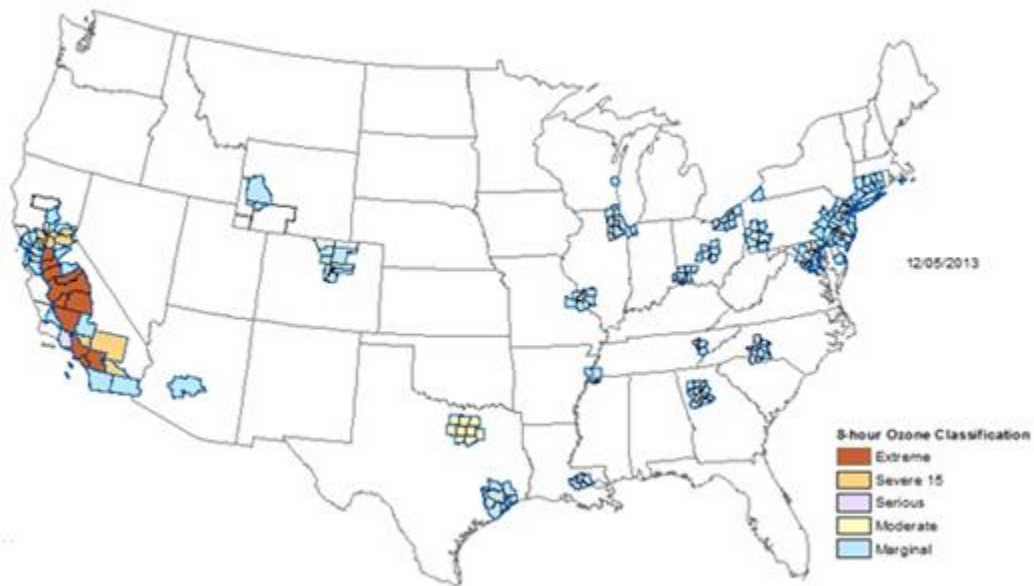 12/05/2013
8-hour Ozone Classification
Extreme
Severe 15
Serious
Moderate
Marginal